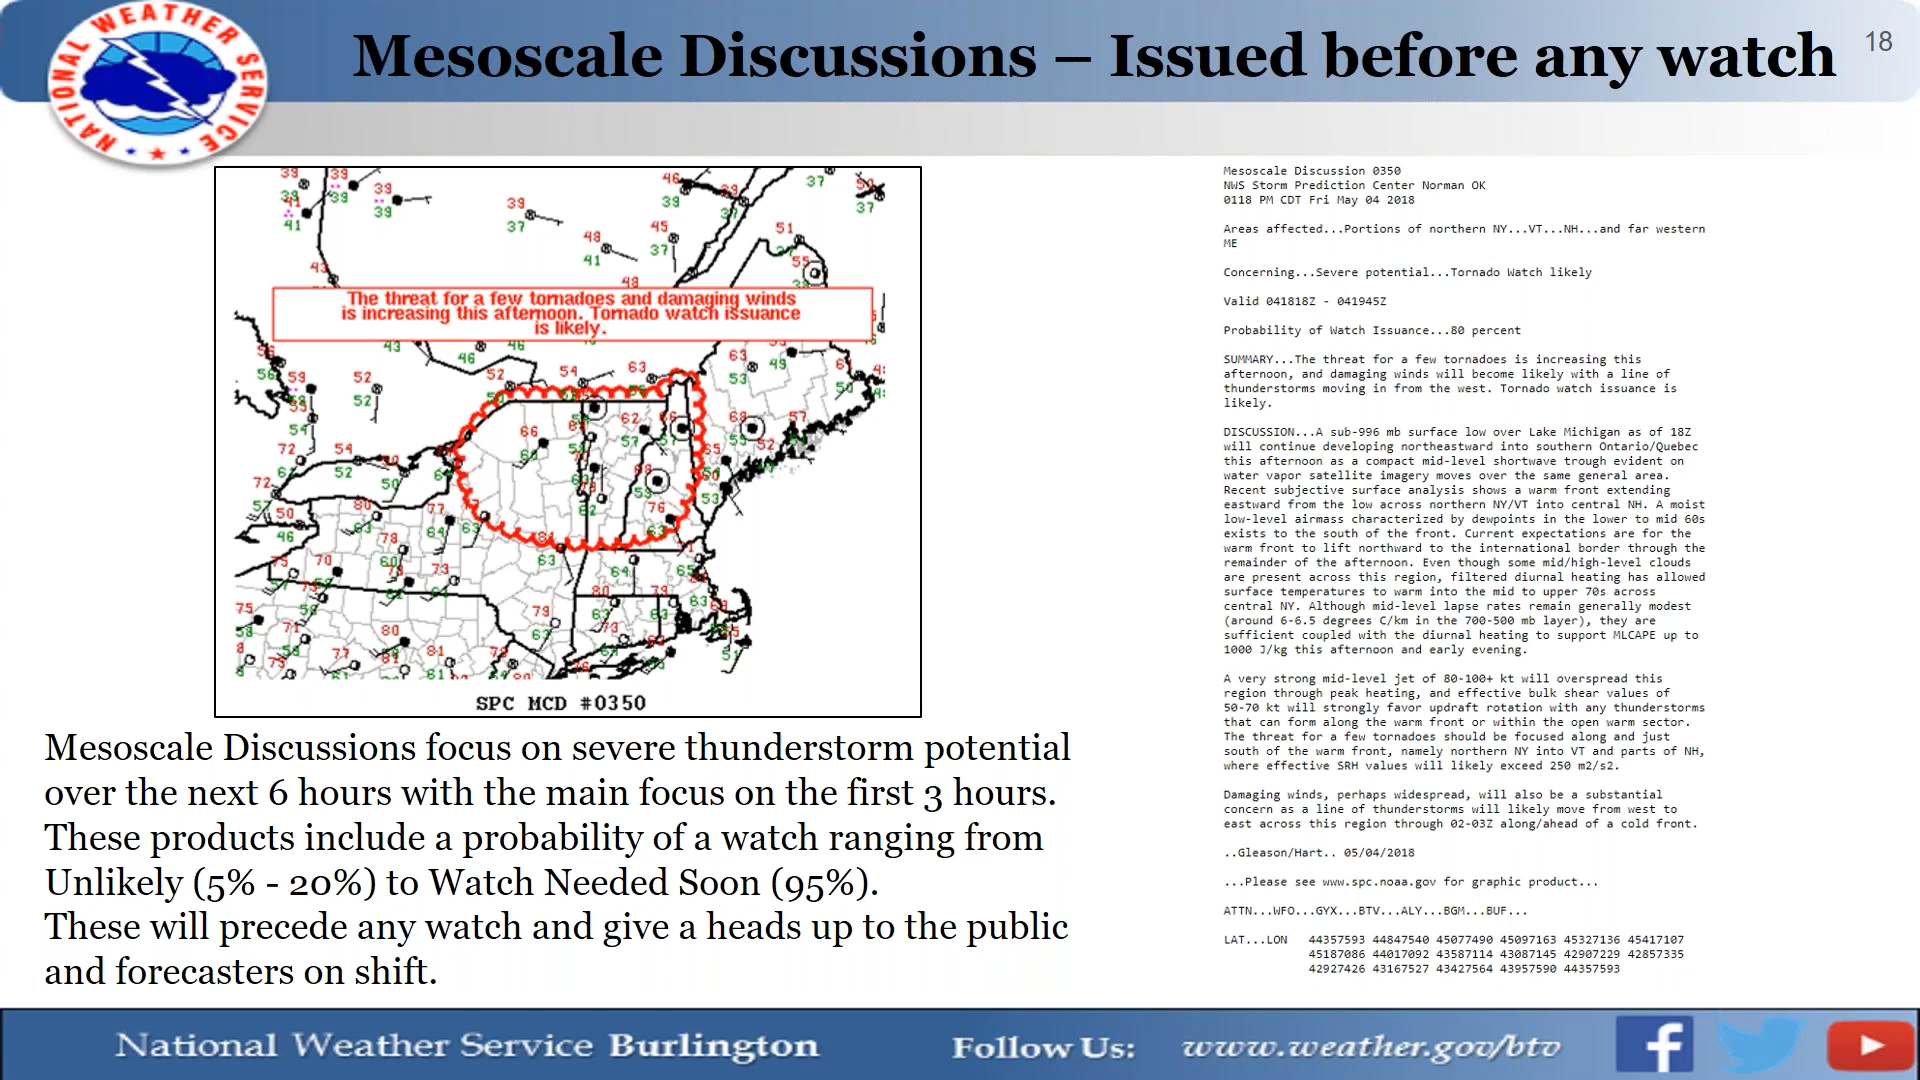 NATIONAL WEATHER SERVICE
Mesoscale Discussions – Issued before any watch
18
The threat for a few tornadoes and damaging winds
is increasing this afternoon. Tornado watch issuance
is likely.
SPC MCD #0350
Mesoscale Discussions focus on severe thunderstorm potential
over the next 6 hours with the main focus on the first 3 hours.
These products include a probability of a watch ranging from
Unlikely (5% - 20%) to Watch Needed Soon (95%).
These will precede any watch and give a heads up to the public
and forecasters on shift.
Mesoscale Discussion 0350
NWS Storm Prediction Center Norman OK
0118 PM CDT Fri May 04 2018
Areas affected...Portions of northern NY...VT...NH...and far western
ME
Concerning...Severe potential...Tornado Watch likely
Valid 041818Z - 041945Z
Probability of Watch Issuance...80 percent
SUMMARY...The threat for a few tornadoes is increasing this
afternoon, and damaging winds will become likely with a line of
thunderstorms moving in from the west. Tornado watch issuance is
likely.
DISCUSSION...A sub-996 mb surface low over Lake Michigan as of 18Z
will continue developing northeastward into southern Ontario/Quebec
this afternoon as a compact mid-level shortwave trough evident on
water vapor satellite imagery moves over the same general area.
Recent subjective surface analysis shows a warm front extending
eastward from the low across northern NY/VT into central NH. A moist
low-level airmass characterized by dewpoints in the lower to mid 60s
exists to the south of the front. Current expectations are for the
warm front to lift northward to the international border through the
remainder of the afternoon. Even though some mid/high-level clouds
are present across this region, filtered diurnal heating has allowed
surface temperatures to warm into the mid to upper 70s across
central NY. Although mid-level lapse rates remain generally modest
(around 6-6.5 degrees C/km in the 700-500 mb layer), they are
sufficient coupled with the diurnal heating to support MLCAPE up to
1000 J/kg this afternoon and early evening.
A very strong mid-level jet of 80-100+ kt will overspread this
region through peak heating, and effective bulk shear values of
50-70 kt will strongly favor updraft rotation with any thunderstorms
that can form along the warm front or within the open warm sector.
The threat for a few tornadoes should be focused along and just
south of the warm front, namely northern NY into VT and parts of NH,
where effective SRH values will likely exceed 250 m2/s2.
Damaging winds, perhaps widespread, will also be a substantial
concern as a line of thunderstorms will likely move from west to
east across this region through 02-03Z along/ahead of a cold front.
..Gleason/Hart.. 05/04/2018
...Please see www.spc.noaa.gov for graphic product...
ATTN...WFO...GYX...BTV...ALY...BGM...BUF...
LAT...LON 44357593 44847540 45077490 45097163 45327136 45417107
45187086 44017092 43587114 43087145 42907229 42857335
42927426 43167527 43427564 43957590 44357593
National Weather Service Burlington
Follow Us: www.weather.gov/btv